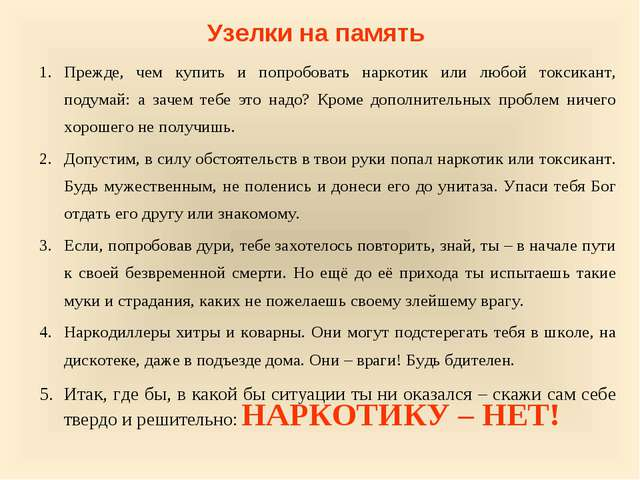 Узелки на память
1. Прежде, чем купить и попробовать наркотик или любой токсикант,
подумай: а зачем тебе это надо? Кроме дополнительных проблем ничего
хорошего не получишь.
2. Допустим, в силу обстоятельств в твои руки попал наркотик или токсикант.
Будь мужественным, не поленись и донеси его до унитаза. Упаси тебя Бог
отдать его другу или знакомому.
3. Если, попробовав дури, тебе захотелось повторить, знай, ты – в начале пути
к своей безвременной смерти. Но ещё до её прихода ты испытаешь такие
муки и страдания, каких не пожелаешь своему злейшему врагу.
4. Наркодиллеры хитры и коварны. Они могут подстерегать тебя в школе, на
дискотеке, даже в подъезде дома. Они – враги! Будь бдителен.
5. Итак, где бы, в какой бы ситуации ты ни оказался – скажи сам себе
твердо и решительно: НАРКОТИКУ – НЕТ!